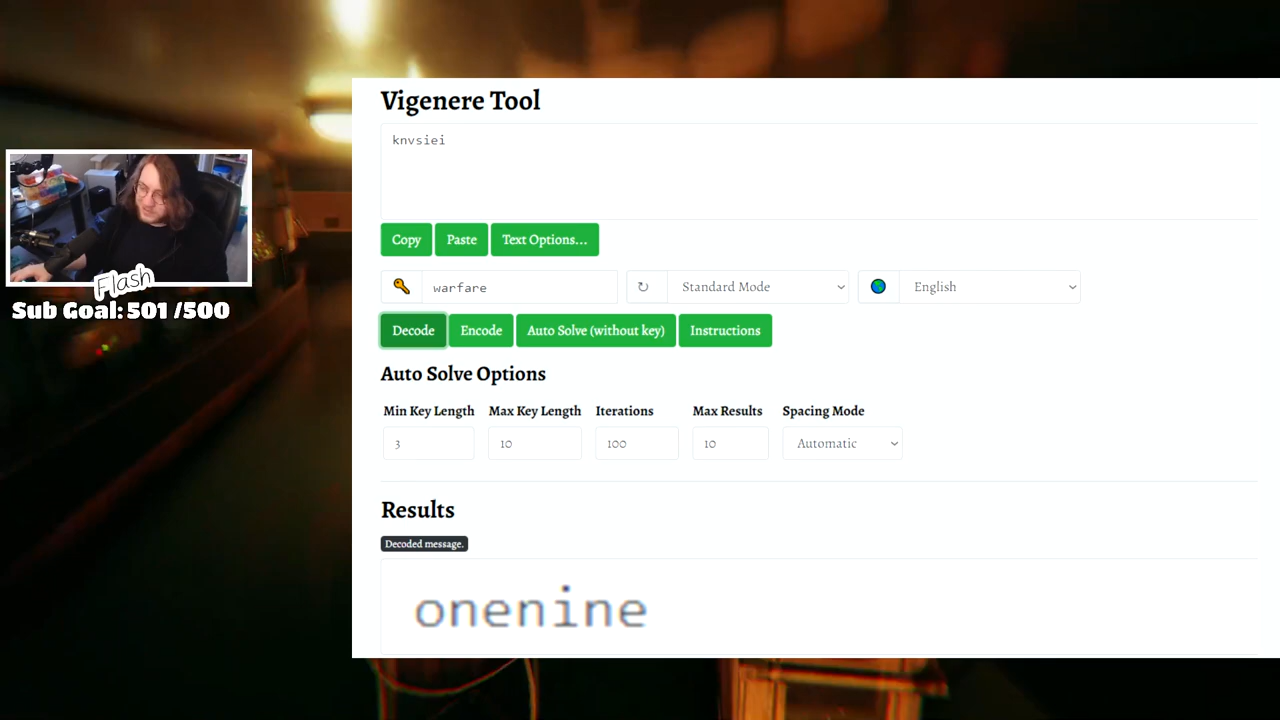 Vigenere Tool
knvsiei
Copy Paste Text Options...
warfare Standard Mode English
Decode Encode Auto Solve (without key) Instructions
Auto Solve Options
Min Key Length Max Key Length Iterations Max Results Spacing Mode
3 10 100 10 Automatic
Results
Decoded message.
onenine
Flash
Sub Goal: 501 /500